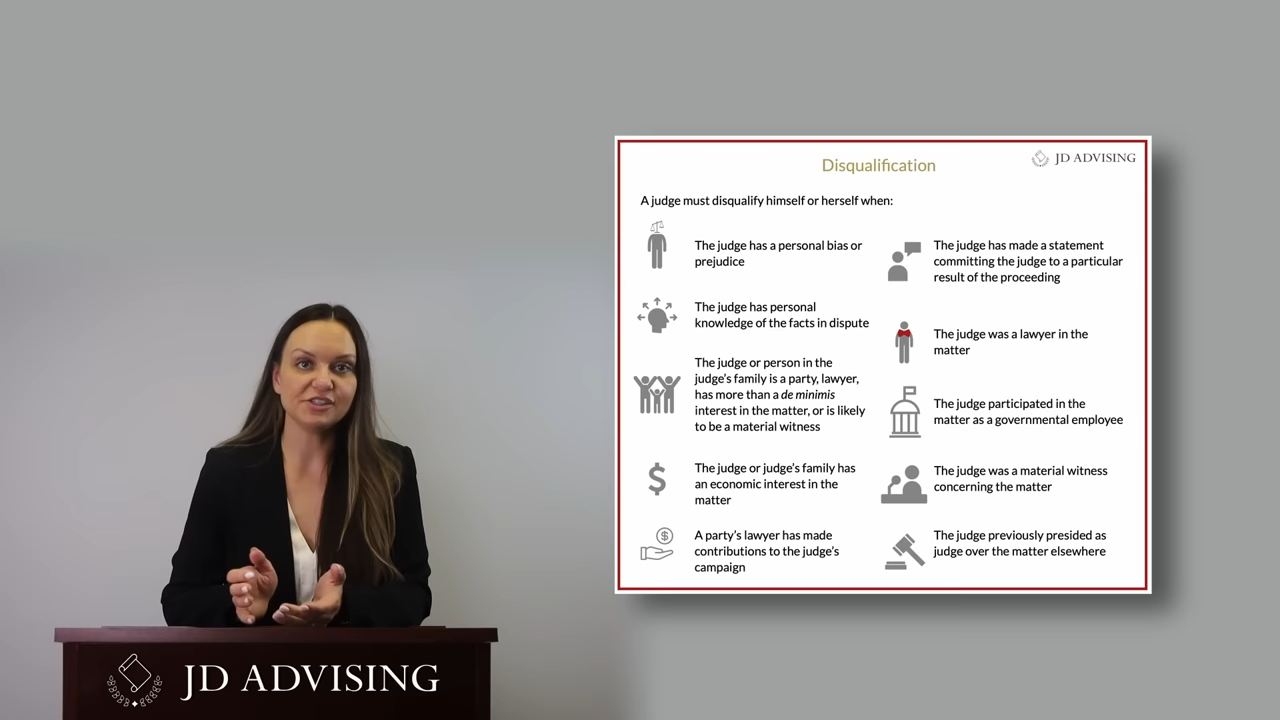 Disqualification
JD ADVISING
A judge must disqualify himself or herself when:
The judge has a personal bias or
prejudice
The judge has personal
knowledge of the facts in dispute
The judge or person in the
judge's family is a party, lawyer,
has more than a de minimis
interest in the matter, or is likely
to be a material witness
The judge or judge's family has
an economic interest in the
matter
A party's lawyer has made
contributions to the judge's
campaign
The judge has made a statement
committing the judge to a particular
result of the proceeding
The judge was a lawyer in the
matter
The judge participated in the
matter as a governmental employee
The judge was a material witness
concerning the matter
The judge previously presided as
judge over the matter elsewhere
JD ADVISING